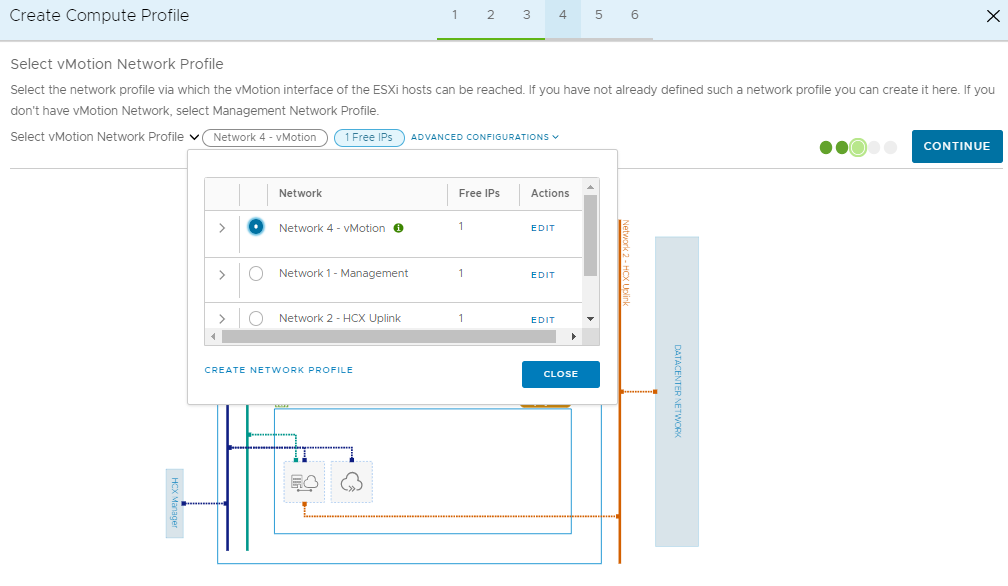 Create Compute Profile
1 2 3 4 5 6
Select vMotion Network Profile
Select the network profile via which the vMotion interface of the ESXi hosts can be reached. If you have not already defined such a network profile you can create it here. If you
don't have vMotion Network, select Management Network Profile.
Select vMotion Network Profile Network 4 - vMotion 1 Free IPs ADVANCED CONFIGURATIONS
CONTINUE
Network Free IPs Actions
Network 4 - vMotion 1 EDIT
Network 1 - Management 1 EDIT
Network 2 - HCX Uplink 1 EDIT
CREATE NETWORK PROFILE
CLOSE
Network 2 - HCX Uplink
DATACENTER NETWORK
HCX Manager